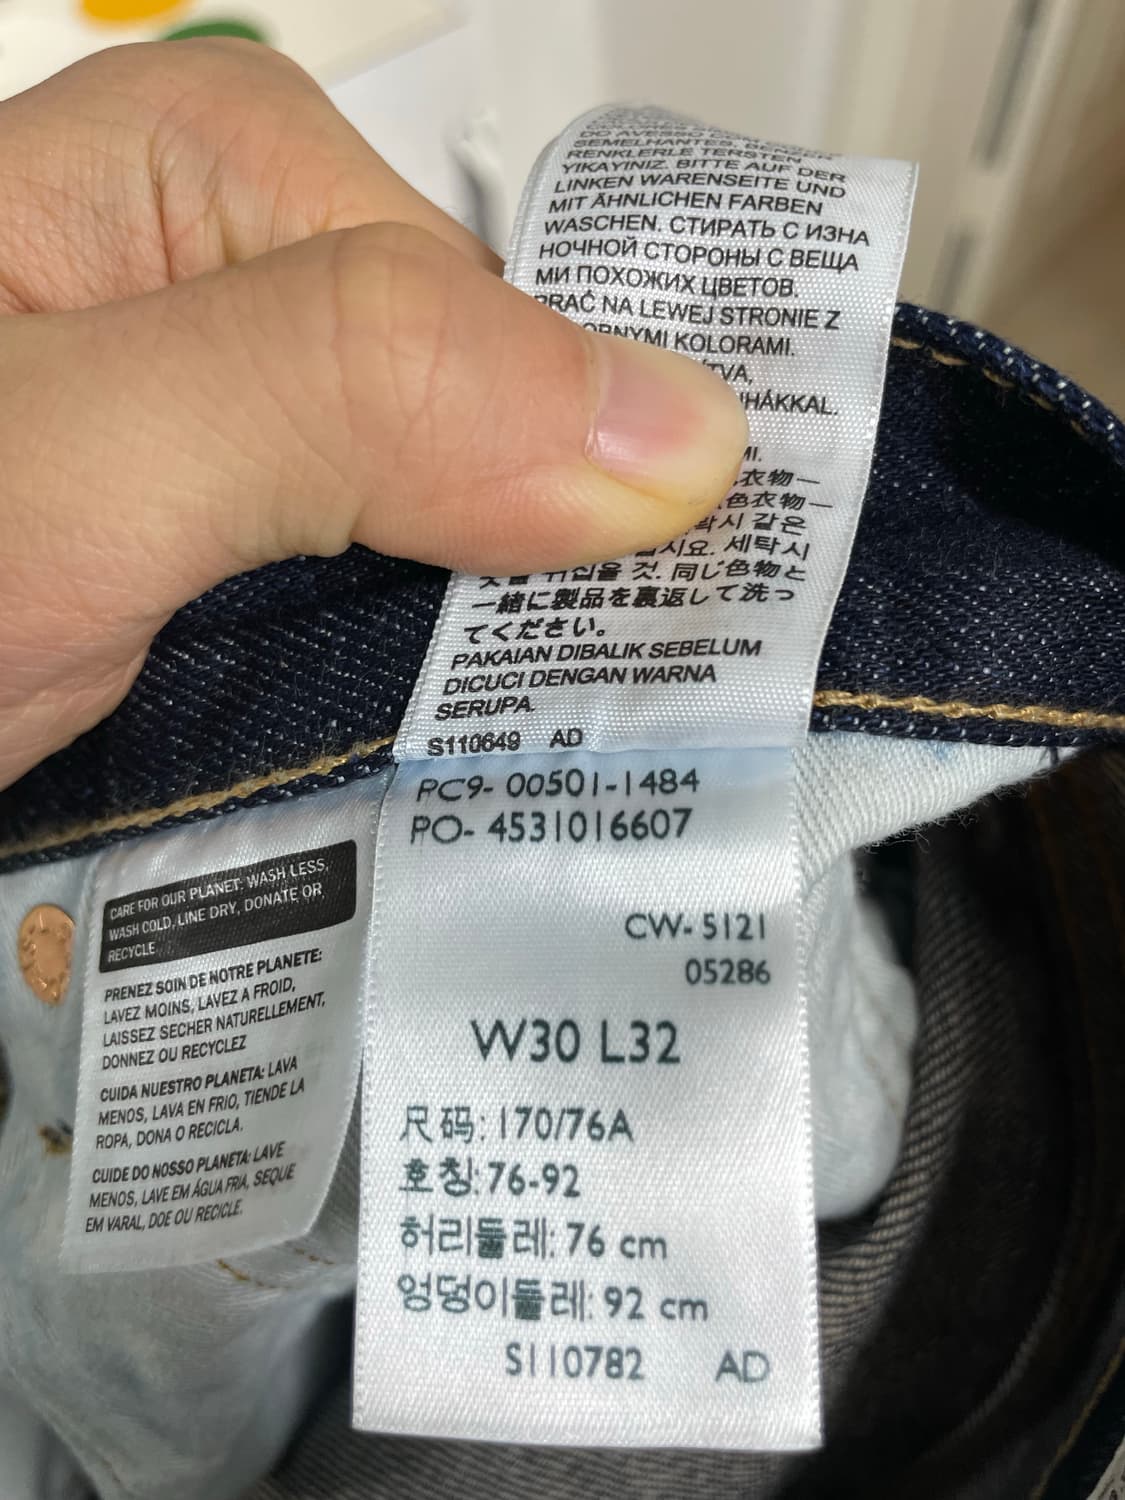 DO AVESSO COM
SEMELHANTES. BENZER
RENKLERLE TERSTEN
YIKAYINIZ. BITTE AUF DER
LINKEN WARENSEITE UND
MIT ÄHNLICHEN FARBEN
WASCHEN. СТИРАТЬ С ИЗНА
НОЧНОЙ СТОРОНЫ С ВЕЩА
МИ ПОХОЖИХ ЦВЕТОВ.
PRAĆ NA LEWEJ STRONIE Z
KOLORAMI.
衣物一
色衣物一
같은
세탁시
것. 同じ色物と
一緒に製品を裏返して洗っ
てください。
PAKAIAN DIBALIK SEBELUM
DICUCI DENGAN WARNA
SERUPA.
S110649 AD
PC9- 00501-1484
PO- 4531016607
CW- 5121
05286
W30 L32
尺码: 170/76A
호칭: 76-92
허리둘레: 76 cm
엉덩이둘레: 92 cm
S110782 AD
CARE FOR OUR PLANET: WASH LESS,
WASH COLD, LINE DRY, DONATE OR
RECYCLE
PRENEZ SOIN DE NOTRE PLANETE:
LAVEZ MOINS, LAVEZ A FROID,
LAISSEZ SECHER NATURELLEMENT,
DONNEZ OU RECYCLEZ
CUIDA NUESTRO PLANETA: LAVA
MENOS, LAVA EN FRIO, TIENDE LA
ROPA, DONA O RECICLA.
CUIDE DO NOSSO PLANETA: LAVE
MENOS, LAVE EM ÁGUA FRIA, SEQUE
EM VARAL, DOE OU RECICLE.